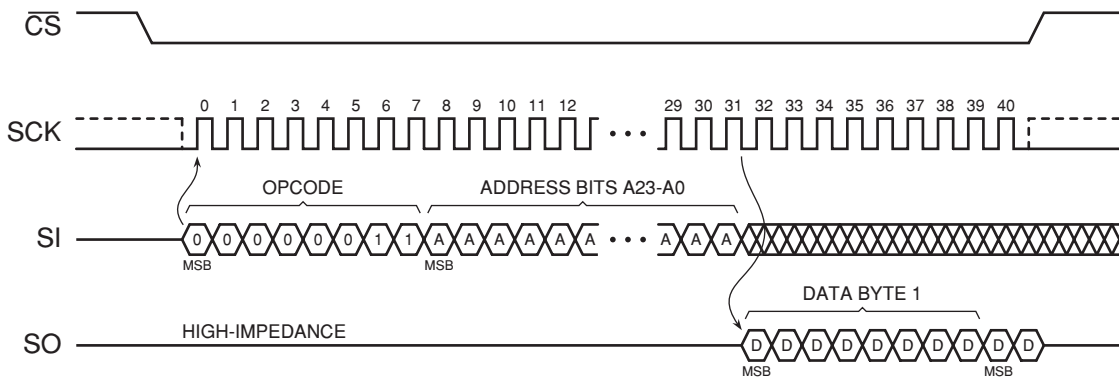 CS
0 1 2 3 4 5 6 7 8 9 10 11 12 29 30 31 32 33 34 35 36 37 38 39 40
SCK
OPCODE ADDRESS BITS A23-A0
SI 0 0 0 0 0 0 1 1 A A A A A A A A A
MSB MSB
DATA BYTE 1
HIGH-IMPEDANCE
SO D D D D D D D D D D
MSB MSB